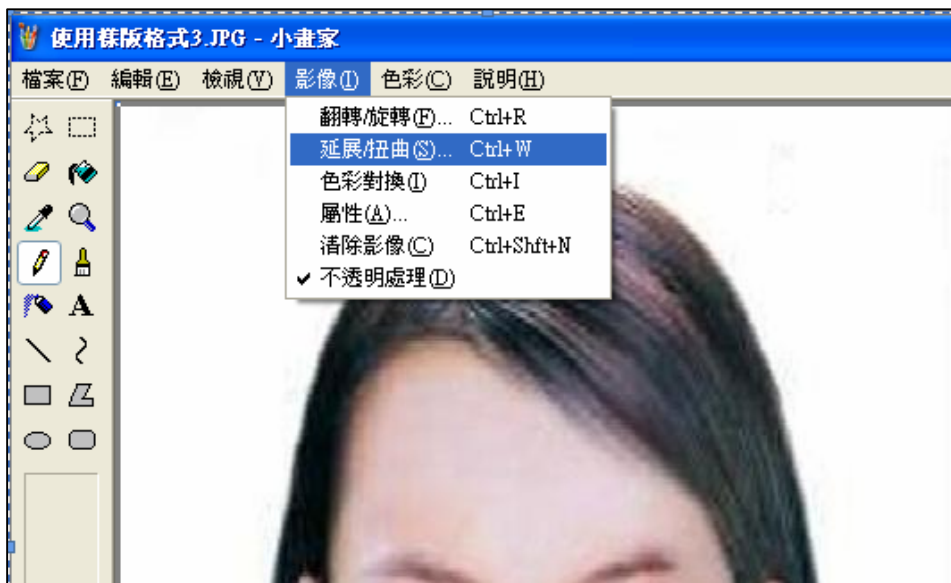 使用樣版格式3.JPG - 小畫家
檔案(F) 編輯(E) 檢視(V) 影像(I) 色彩(C) 說明(H)
翻轉/旋轉(F)... Ctrl+R
延展/扭曲(S)... Ctrl+W
色彩對換(I) Ctrl+I
屬性(A)... Ctrl+E
清除影像(C) Ctrl+Shft+N
✓ 不透明處理(D)
A